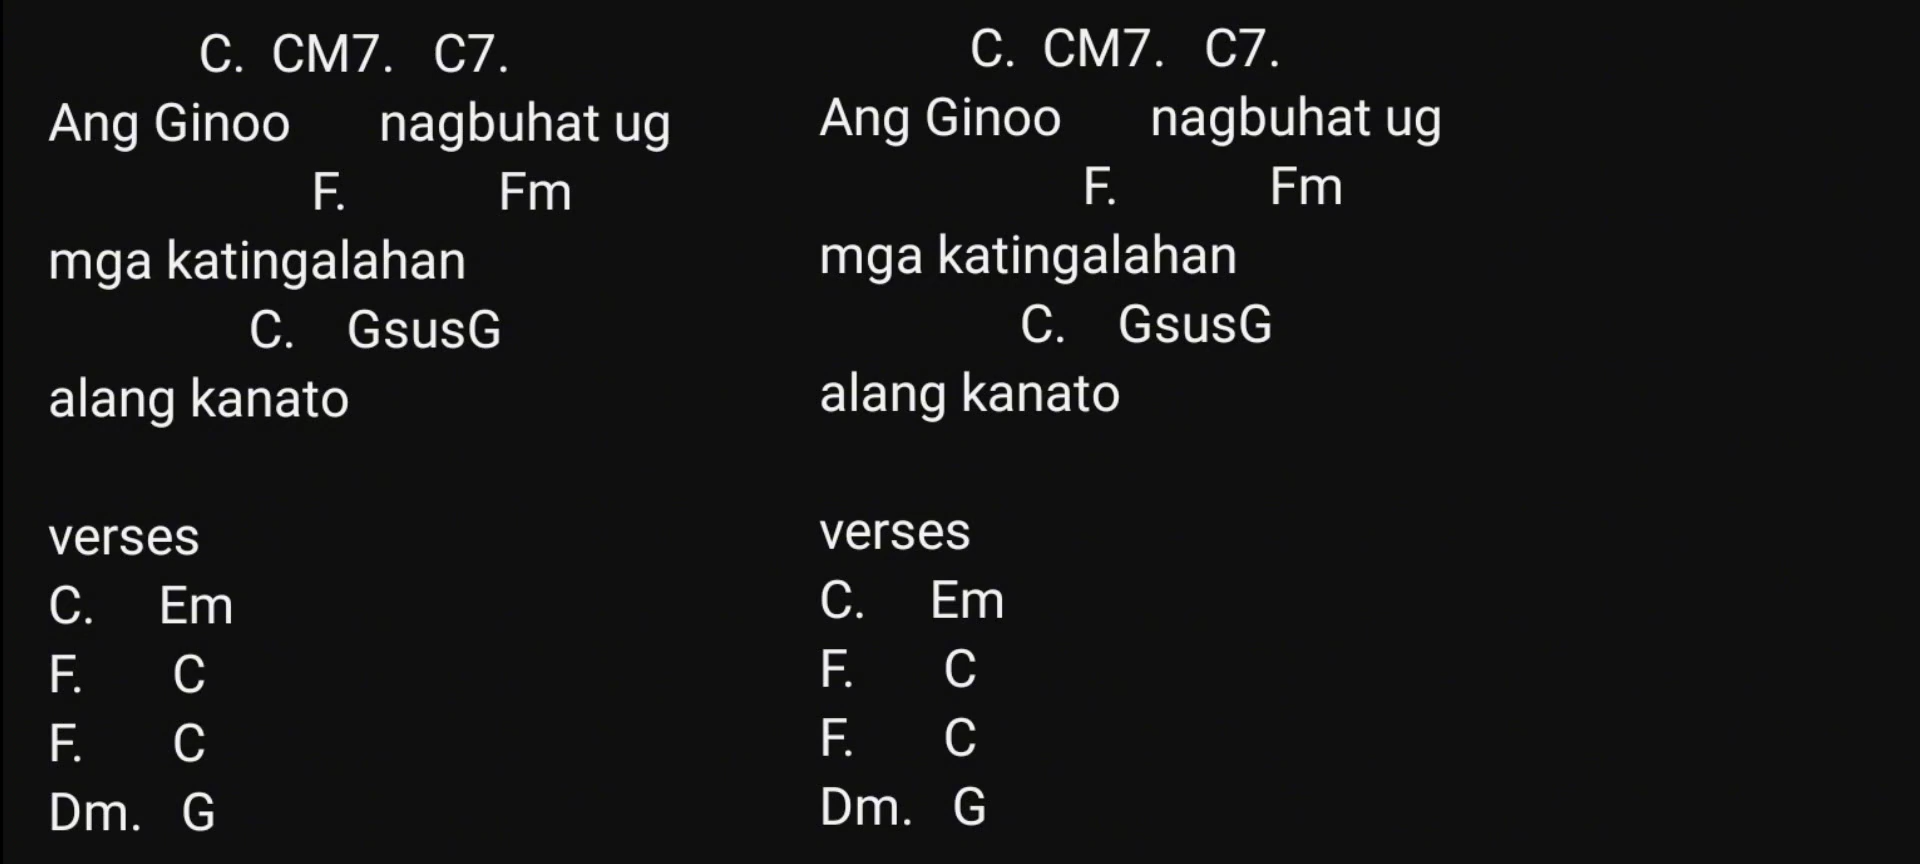 C. CM7. C7.
Ang Ginoo nagbuhat ug
F. Fm
mga katingalahan
C. GsusG
alang kanato
verses
C. Em
F. C
F. C
Dm. G
C. CM7. C7.
Ang Ginoo nagbuhat ug
F. Fm
mga katingalahan
C. GsusG
alang kanato
verses
C. Em
F. C
F. C
Dm. G